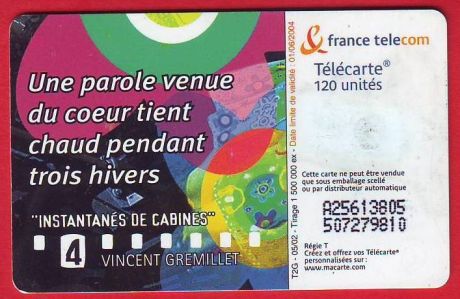 Une parole venue
du coeur tient
chaud pendant
trois hivers
"INSTANTANÉS DE CABINES"
4
VINCENT GREMILLET
T2G - 05/02 - Tirage 1 500 000 ex - Date limite de validité : 01/06/2004
france telecom
Télécarte®
120 unités
Cette carte ne peut être vendue
que sous emballage scellé
ou par distributeur automatique
A25613805
507279810
Régie T
Créez et offrez vos Télécarte®
personnalisées sur :
www.macarte.com